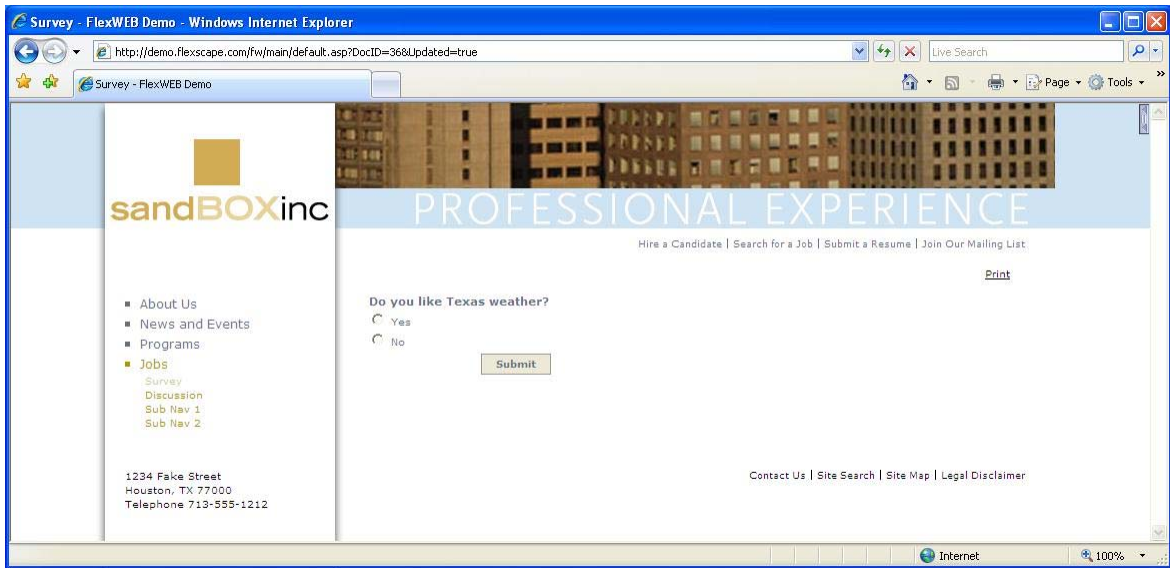 Survey - FlexWEB Demo - Windows Internet Explorer
http://demo.flexscape.com/fw/main/default.asp?DocID=36&Updated=true
Live Search
Survey - FlexWEB Demo
Page
Tools
sandBOXinc
PROFESSIONAL EXPERIENCE
Hire a Candidate | Search for a Job | Submit a Resume | Join Our Mailing List
Print
About Us
News and Events
Programs
Jobs
Survey
Discussion
Sub Nav 1
Sub Nav 2
Do you like Texas weather?
Yes
No
Submit
1234 Fake Street
Houston, TX 77000
Telephone 713-555-1212
Contact Us | Site Search | Site Map | Legal Disclaimer
Internet
100%